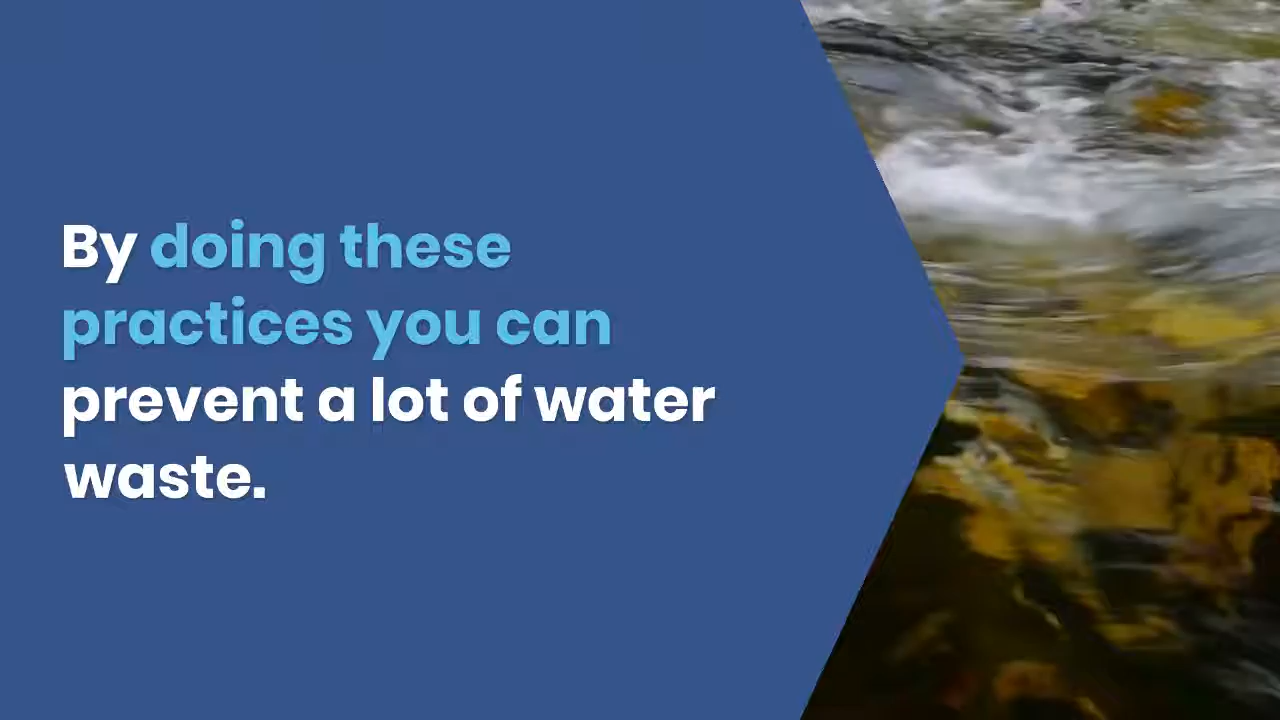 By doing these
practices you can
prevent a lot of water
waste.